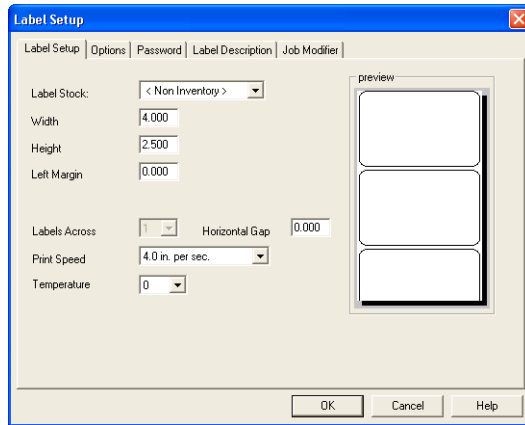 Label Setup
Label Setup Options Password Label Description Job Modifier
preview
Label Stock: < Non Inventory >
Width 4.000
Height 2.500
Left Margin 0.000
Labels Across 1 Horizontal Gap 0.000
Print Speed 4.0 in. per sec.
Temperature 0
OK Cancel Help